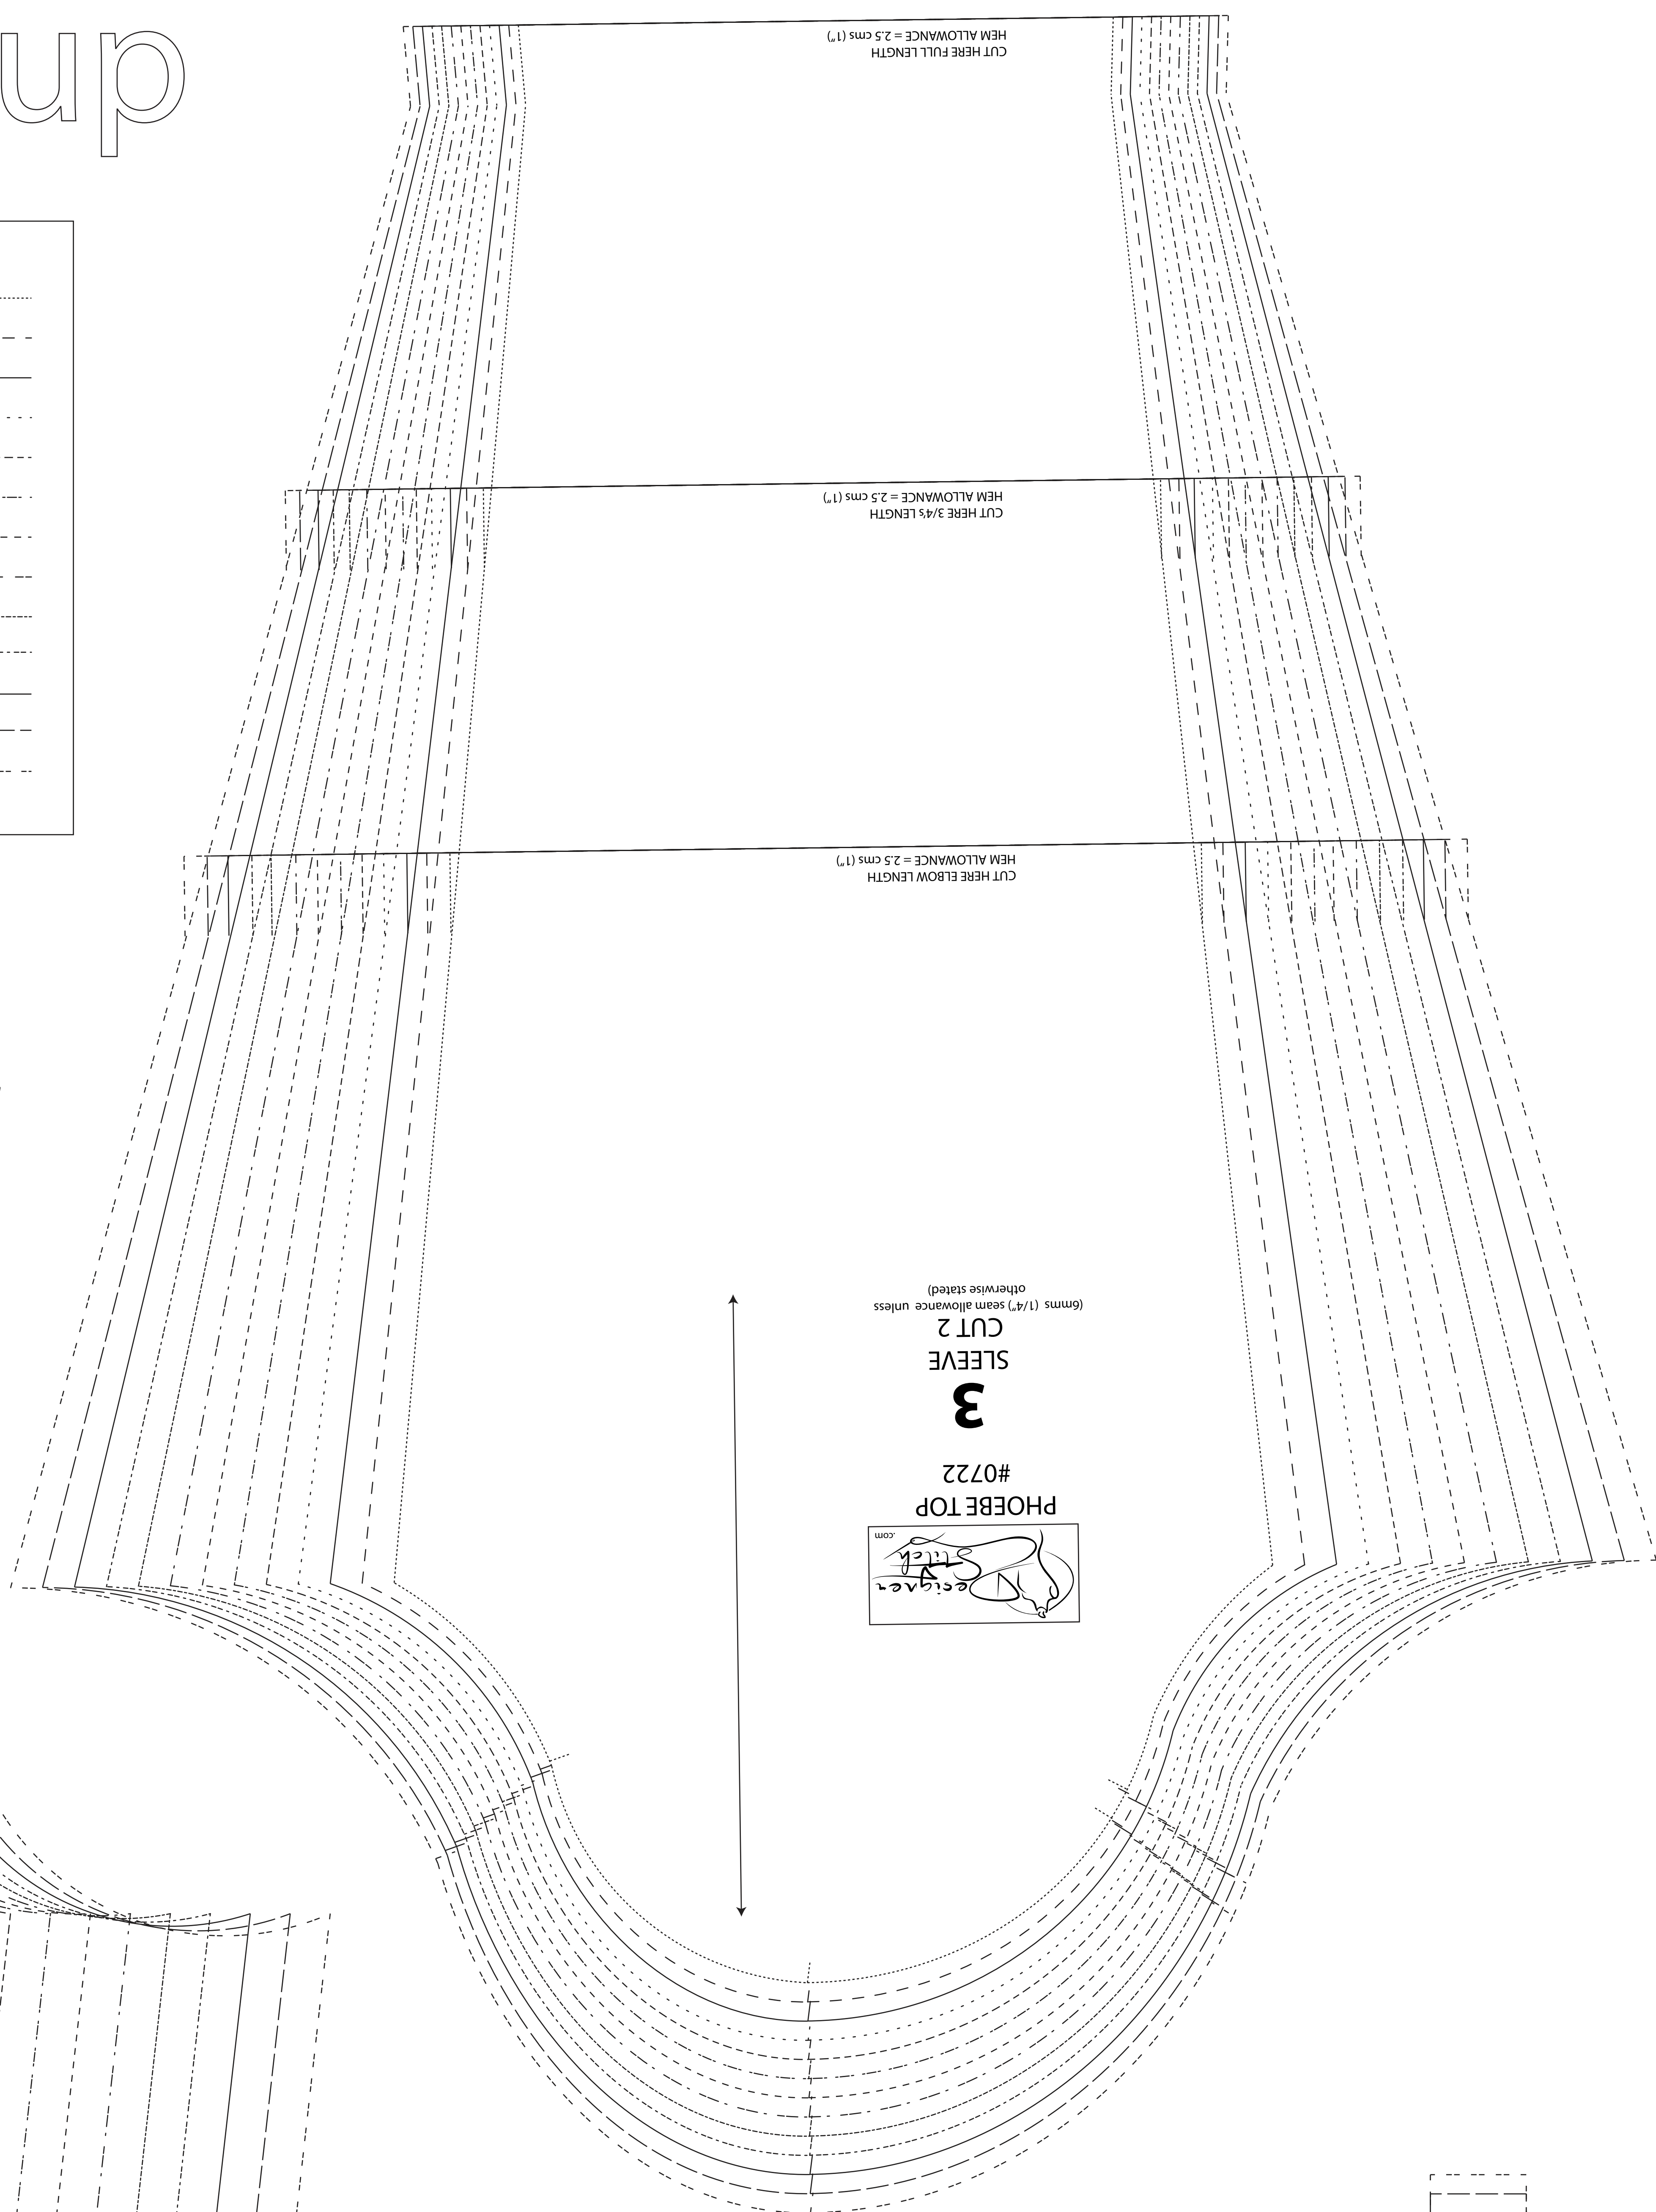 up
Designer
Stitch
.com
PHOEBE TOP
#0722
3
SLEEVE
CUT 2
(6mms (1/4") seam allowance unless
otherwise stated)
CUT HERE ELBOW LENGTH
HEM ALLOWANCE = 2.5 cms (1")
CUT HERE 3/4's LENGTH
HEM ALLOWANCE = 2.5 cms (1")
CUT HERE FULL LENGTH
HEM ALLOWANCE = 2.5 cms (1")